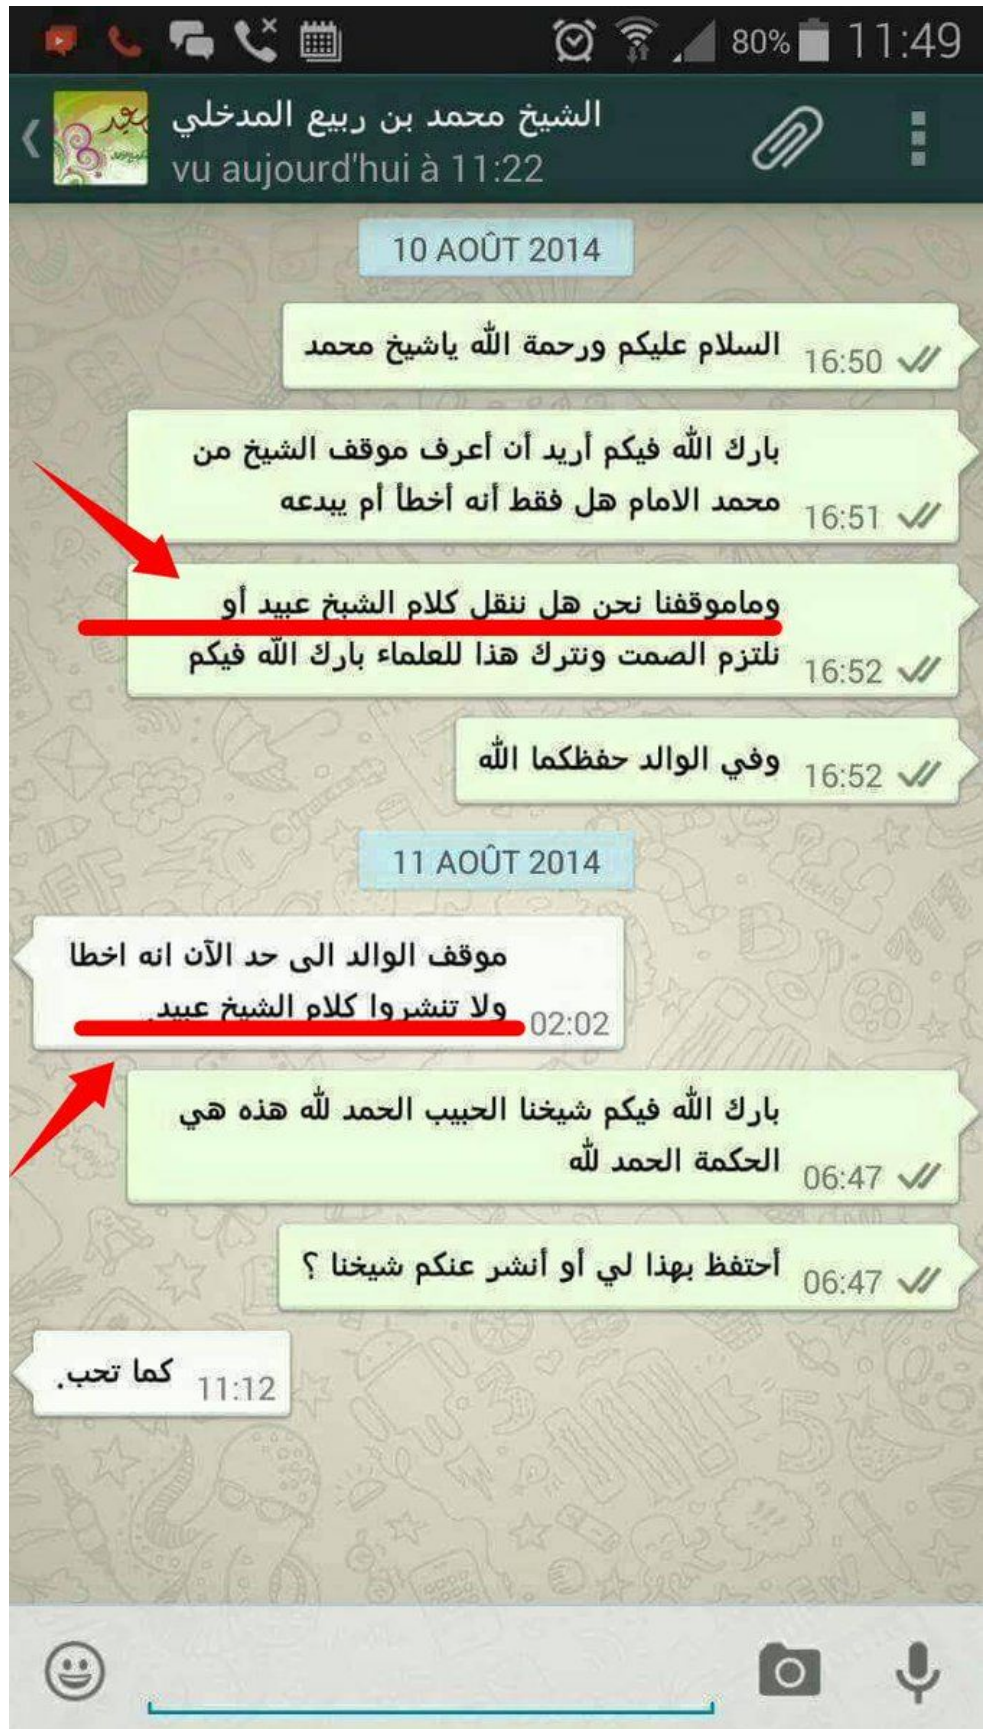 80% 11:49
الشيخ محمد بن ربيع المدخلي
vu aujourd'hui à 11:22
10 AOÛT 2014
السلام عليكم ورحمة الله ياشيخ محمد
16:50
بارك الله فيكم أريد أن أعرف موقف الشيخ من
محمد الامام هل فقط أنه أخطأ أم يبدعه
16:51
وماموقفنا نحن هل ننقل كلام الشيخ عبيد أو
نلتزم الصمت ونترك هذا للعلماء بارك الله فيكم
16:52
وفي الوالد حفظكما الله
16:52
11 AOÛT 2014
موقف الوالد الى حد الآن انه اخطا
ولا تنشروا كلام الشيخ عبيد.
02:02
بارك الله فيكم شيخنا الحبيب الحمد لله هذه هي
الحكمة الحمد لله
06:47
أحتفظ بهذا لي أو أنشر عنكم شيخنا ؟
06:47
كما تحب.
11:12